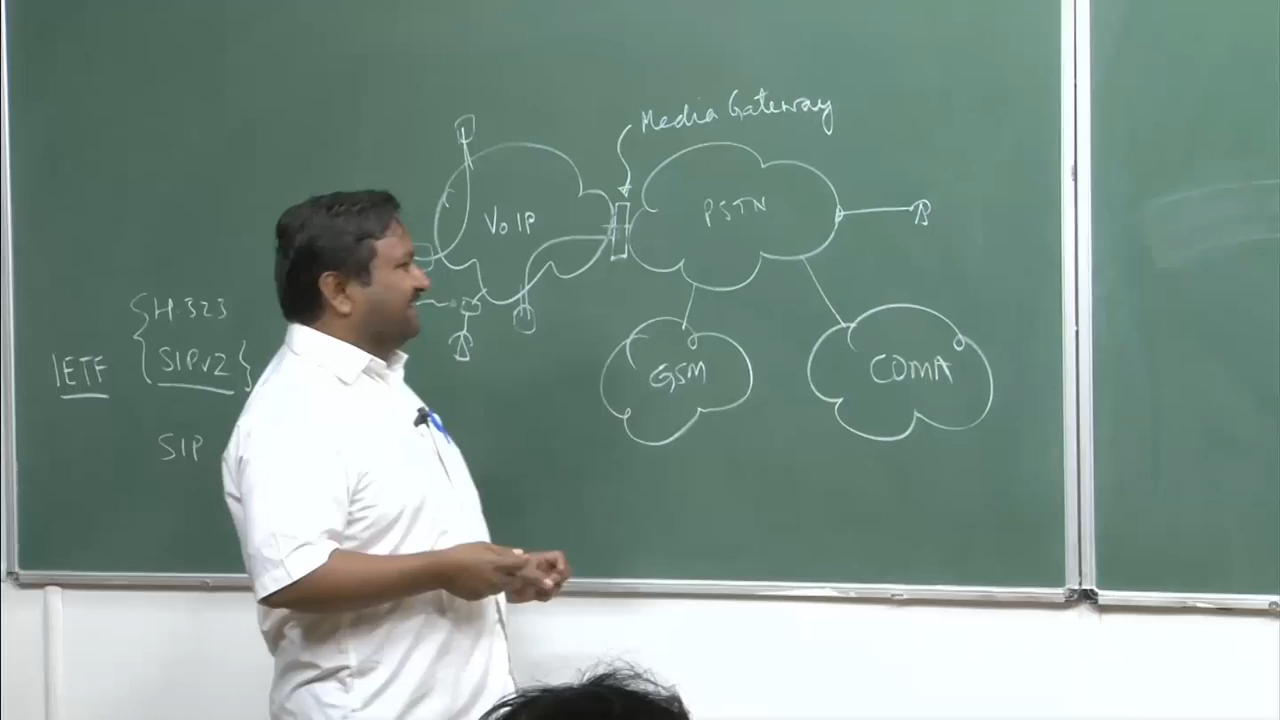 Media Gateway
VoIP
PSTN
H.323
IETF
SIPv2
GSM
CDMA
SIP